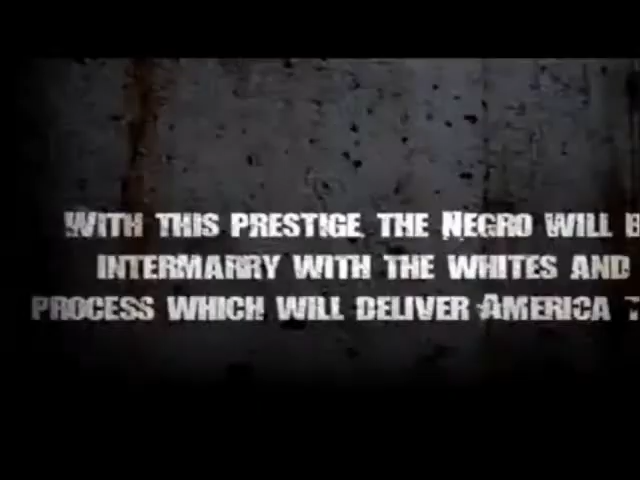 WITH THIS PRESTIGE, THE NEGRO WILL B
INTERMARRY WITH THE WHITES AND
PROCESS WHICH WILL DELIVER AMERICA T